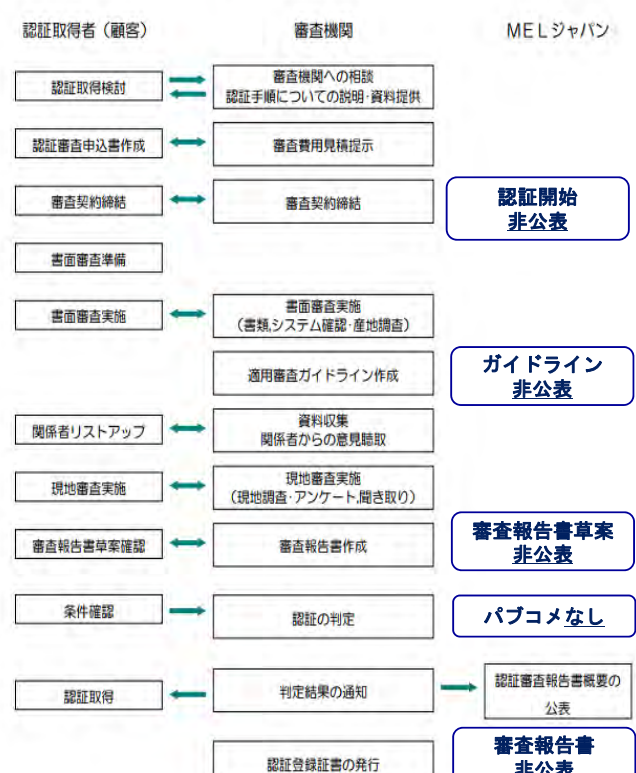 認証取得者（顧客）
審査機関
MELジャパン
認証取得検討
審査機関への相談
認証手順についての説明･資料提供
認証審査申込書作成
審査費用見積提示
審査契約締結
審査契約締結
認証開始
非公表
書面審査準備
書面審査実施
書面審査実施
（書類,システム確認･産地調査）
適用審査ガイドライン作成
ガイドライン
非公表
関係者リストアップ
資料収集
関係者からの意見聴取
現地審査実施
現地審査実施
（現地調査･アンケート,聞き取り）
審査報告書草案確認
審査報告書作成
審査報告書草案
非公表
条件確認
認証の判定
パブコメなし
認証取得
判定結果の通知
認証審査報告書概要の
公表
認証登録証書の発行
審査報告書
非公表